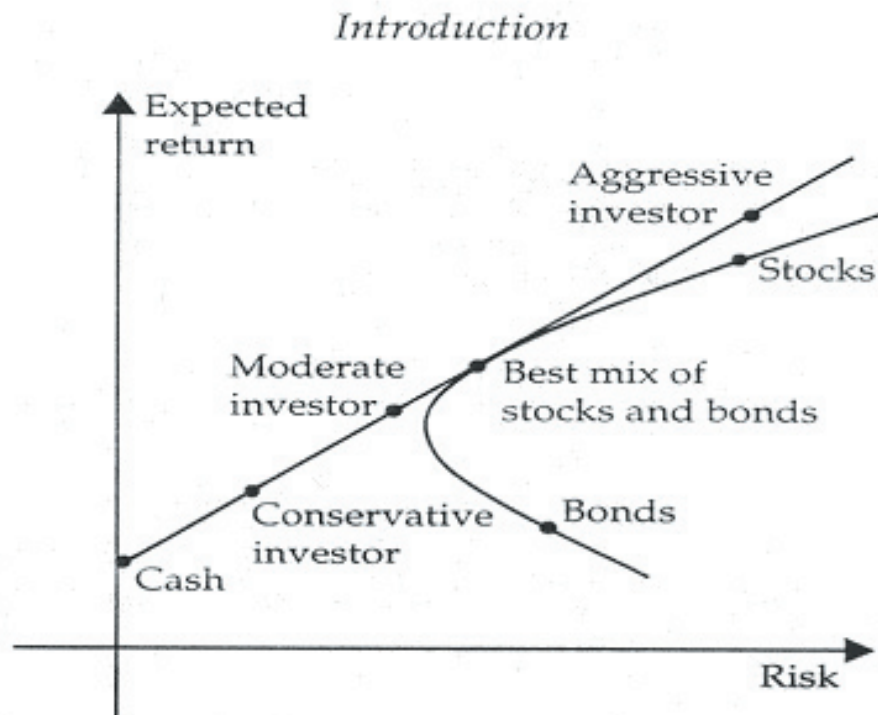 Introduction
Expected
return
Aggressive
investor
Stocks
Moderate
investor
Best mix of
stocks and bonds
Bonds
Conservative
investor
Cash
Risk